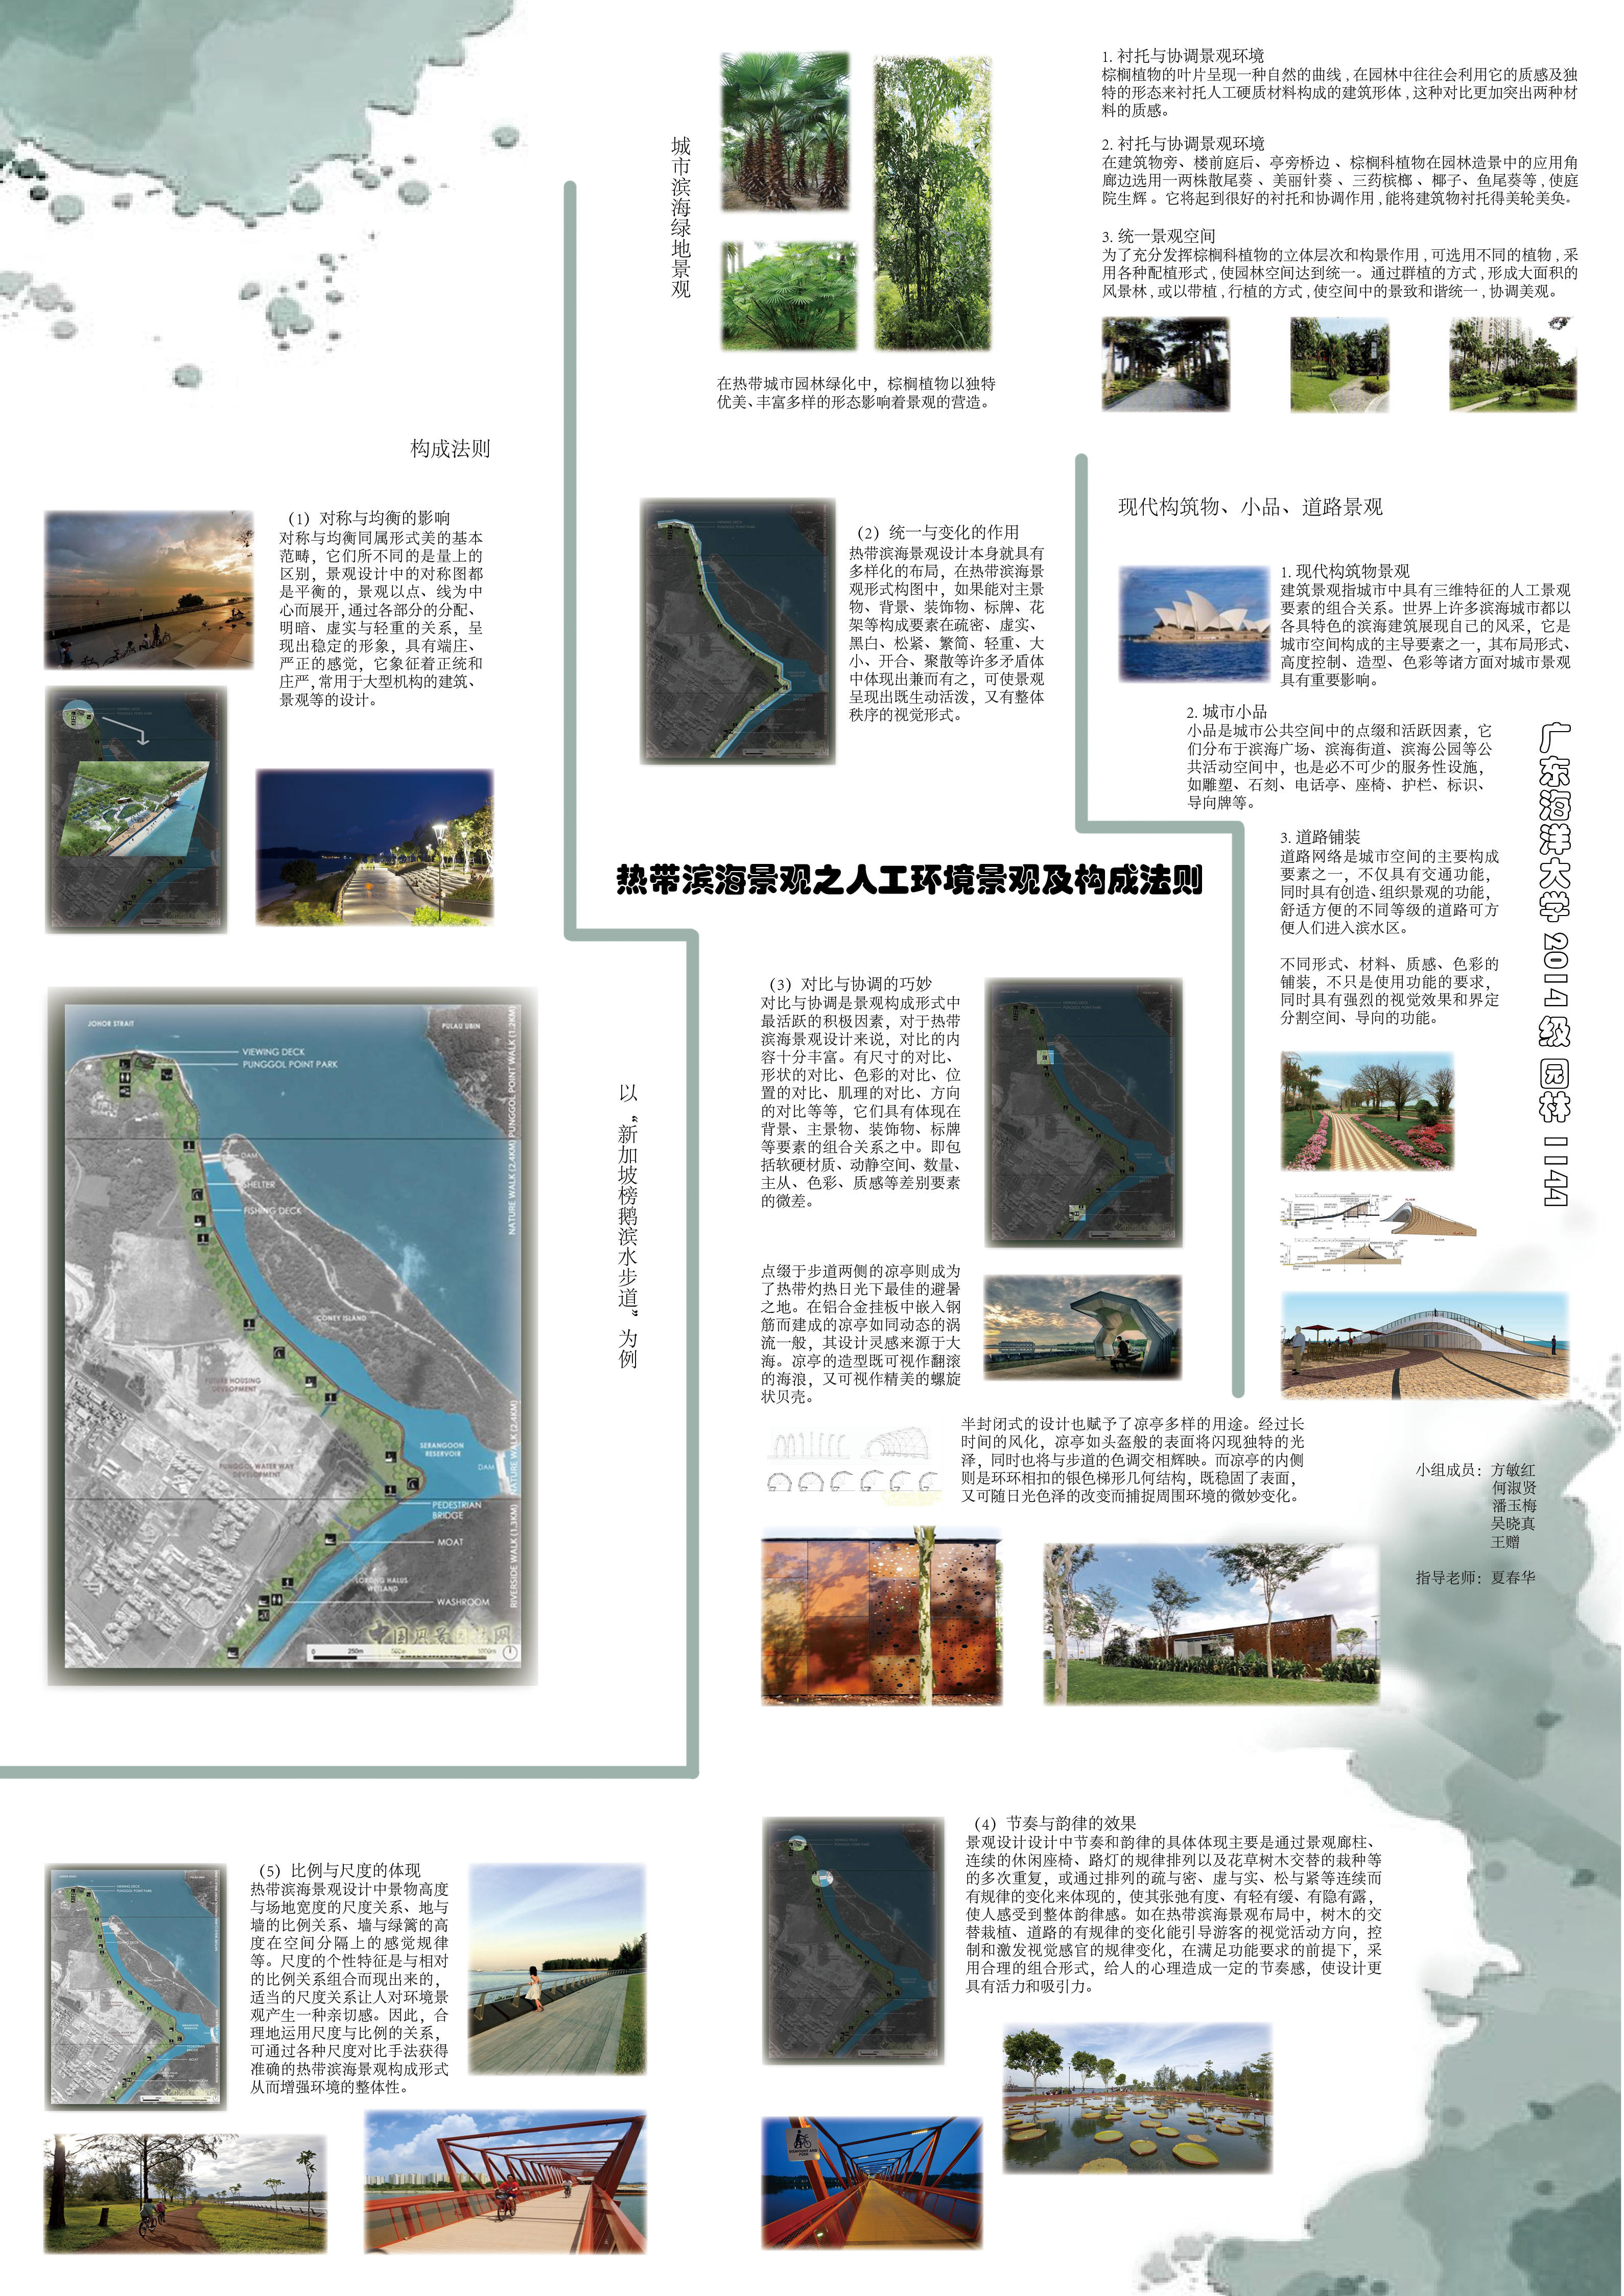 城市滨海绿地景观
在热带城市园林绿化中，棕榈植物以独特
优美、丰富多样的形态影响着景观的营造。
1. 衬托与协调景观环境
棕榈植物的叶片呈现一种自然的曲线，在园林中往往会利用它的质感及独
特的形态来衬托人工硬质材料构成的建筑形体，这种对比更加突出两种材
料的质感。
2. 衬托与协调景观环境
在建筑物旁、楼前庭后、亭旁桥边、棕榈科植物在园林造景中的应用角
廊边选用一两株散尾葵、美丽针葵、三药槟榔、椰子、鱼尾葵等，使庭
院生辉。它将起到很好的衬托和协调作用，能将建筑物衬托得美轮美奂。
3. 统一景观空间
为了充分发挥棕榈科植物的立体层次和构景作用，可选用不同的植物，采
用各种配植形式，使园林空间达到统一。通过群植的方式，形成大面积的
风景林，或以带植，行植的方式，使空间中的景致和谐统一，协调美观。
构成法则
（1）对称与均衡的影响
对称与均衡同属形式美的基本
范畴，它们所不同的是量上的
区别，景观设计中的对称图都
是平衡的，景观以点、线为中
心而展开，通过各部分的分配、
明暗、虚实与轻重的关系，呈
现出稳定的形象，具有端庄、
严正的感觉，它象征着正统和
庄严，常用于大型机构的建筑、
景观等的设计。
（2）统一与变化的作用
热带滨海景观设计本身就具有
多样化的布局，在热带滨海景
观形式构图中，如果能对主景
物、背景、装饰物、标牌、花
架等构成要素在疏密、虚实、
黑白、松紧、繁简、轻重、大
小、开合、聚散等许多矛盾体
中体现出兼而有之，可使景观
呈现出既生动活泼，又有整体
秩序的视觉形式。
现代构筑物、小品、道路景观
1. 现代构筑物景观
建筑景观指城市中具有三维特征的人工景观
要素的组合关系。世界上许多滨海城市都以
各具特色的滨海建筑展现自己的风采，它是
城市空间构成的主导要素之一，其布局形式、
高度控制、造型、色彩等诸方面对城市景观
具有重要影响。
2. 城市小品
小品是城市公共空间中的点缀和活跃因素，它
们分布于滨海广场、滨海街道、滨海公园等公
共活动空间中，也是必不可少的服务性设施，
如雕塑、石刻、电话亭、座椅、护栏、标识、
导向牌等。
3. 道路铺装
道路网络是城市空间的主要构成
要素之一，不仅具有交通功能，
同时具有创造、组织景观的功能，
舒适方便的不同等级的道路可方
便人们进入滨水区。
不同形式、材料、质感、色彩的
铺装，不只是使用功能的要求，
同时具有强烈的视觉效果和界定
分割空间、导向的功能。
广东海洋大学 2014 级 园林 1144
热带滨海景观之人工环境景观及构成法则
以“新加坡榜鹅滨水步道”为例
JOHOR STRAIT
PULAU UBIN
VIEWING DECK
PUNGGOL POINT PARK
PUNGGOL POINT WALK (1.2KM)
NATURE WALK (2.4KM)
DAM
SHELTER
FISHING DECK
CONEY ISLAND
FUTURE HOUSING
DEVELOPMENT
SERANGOON
RESERVOIR
DAM
PUNGGOL WATER WAY
DEVELOPMENT
NATURE WALK (2.4KM)
PEDESTRIAN
BRIDGE
MOAT
LORONG HALUS
WETLAND
WASHROOM
RIVERSIDE WALK (1.3KM)
0 250m 500m 1000m
（3）对比与协调的巧妙
对比与协调是景观构成形式中
最活跃的积极因素，对于热带
滨海景观设计来说，对比的内
容十分丰富。有尺寸的对比、
形状的对比、色彩的对比、位
置的对比、肌理的对比、方向
的对比等等，它们具有体现在
背景、主景物、装饰物、标牌
等要素的组合关系之中。即包
括软硬材质、动静空间、数量、
主从、色彩、质感等差别要素
的微差。
点缀于步道两侧的凉亭则成为
了热带灼热日光下最佳的避暑
之地。在铝合金挂板中嵌入钢
筋而建成的凉亭如同动态的涡
流一般，其设计灵感来源于大
海。凉亭的造型既可视作翻滚
的海浪，又可视作精美的螺旋
状贝壳。
半封闭式的设计也赋予了凉亭多样的用途。经过长
时间的风化，凉亭如头盔般的表面将闪现独特的光
泽，同时也将与步道的色调交相辉映。而凉亭的内侧
则是环环相扣的银色梯形几何结构，既稳固了表面，
又可随日光色泽的改变而捕捉周围环境的微妙变化。
小组成员：方敏红
何淑贤
潘玉梅
吴晓真
王赠
指导老师：夏春华
（4）节奏与韵律的效果
景观设计设计中节奏和韵律的具体体现主要是通过景观廊柱、
连续的休闲座椅、路灯的规律排列以及花草树木交替的栽种等
的多次重复，或通过排列的疏与密、虚与实、松与紧等连续而
有规律的变化来体现的，使其张弛有度、有轻有缓、有隐有露，
使人感受到整体韵律感。如在热带滨海景观布局中，树木的交
替栽植、道路的有规律的变化能引导游客的视觉活动方向，控
制和激发视觉感官的规律变化，在满足功能要求的前提下，采
用合理的组合形式，给人的心理造成一定的节奏感，使设计更
具有活力和吸引力。
（5）比例与尺度的体现
热带滨海景观设计中景物高度
与场地宽度的尺度关系、地与
墙的比例关系、墙与绿篱的高
度在空间分隔上的感觉规律
等。尺度的个性特征是与相对
的比例关系组合而现出来的，
适当的尺度关系让人对环境景
观产生一种亲切感。因此，合
理地运用尺度与比例的关系，
可通过各种尺度对比手法获得
准确的热带滨海景观构成形式
从而增强环境的整体性。